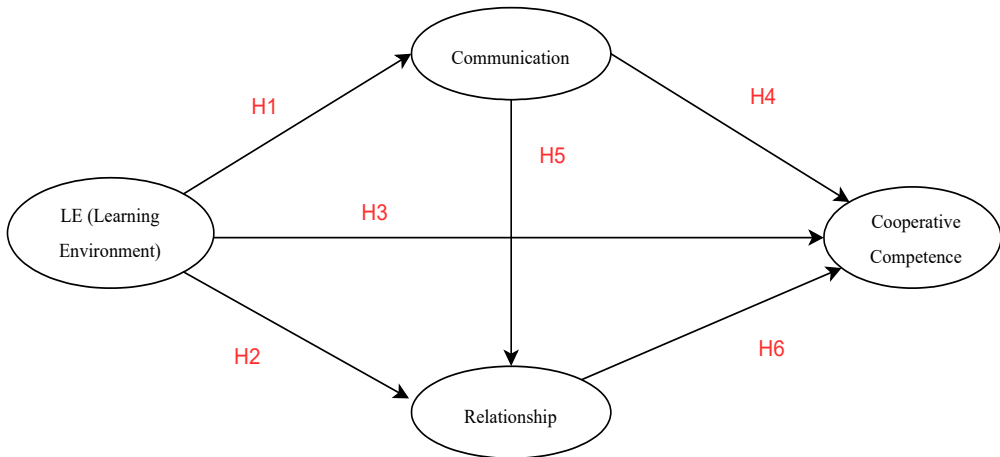 Communication
H1
H4
H5
LE (Learning
Environment)
H3
Cooperative
Competence
H2
H6
Relationship